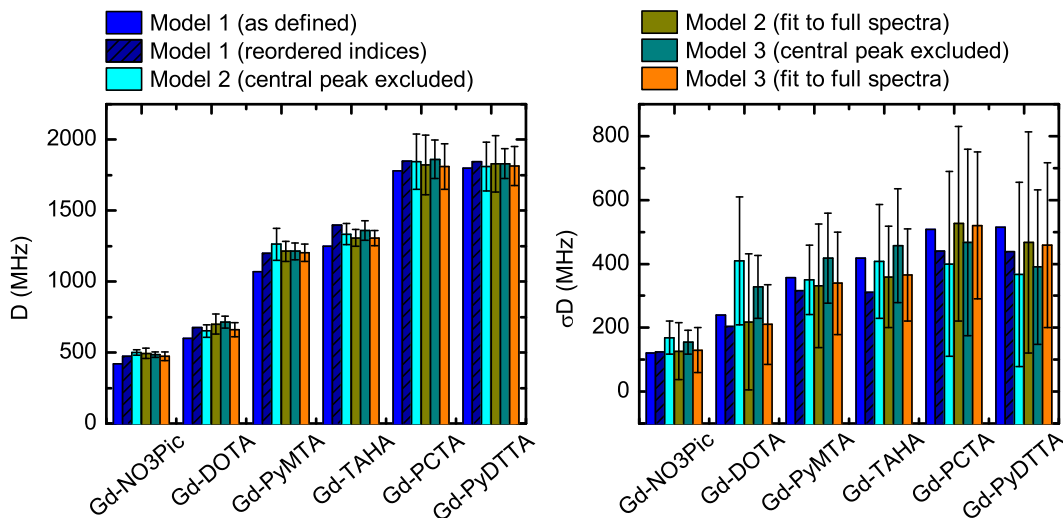 Model 1 (as defined)
Model 1 (reordered indices)
Model 2 (central peak excluded)
Model 2 (fit to full spectra)
Model 3 (central peak excluded)
Model 3 (fit to full spectra)
D (MHz)
2000
1500
1000
500
0
Gd-NO3Pic
Gd-DOTA
Gd-PyMTA
Gd-TAHA
Gd-PCTA
Gd-PyDTTA
σD (MHz)
800
600
400
200
0
Gd-NO3Pic
Gd-DOTA
Gd-PyMTA
Gd-TAHA
Gd-PCTA
Gd-PyDTTA